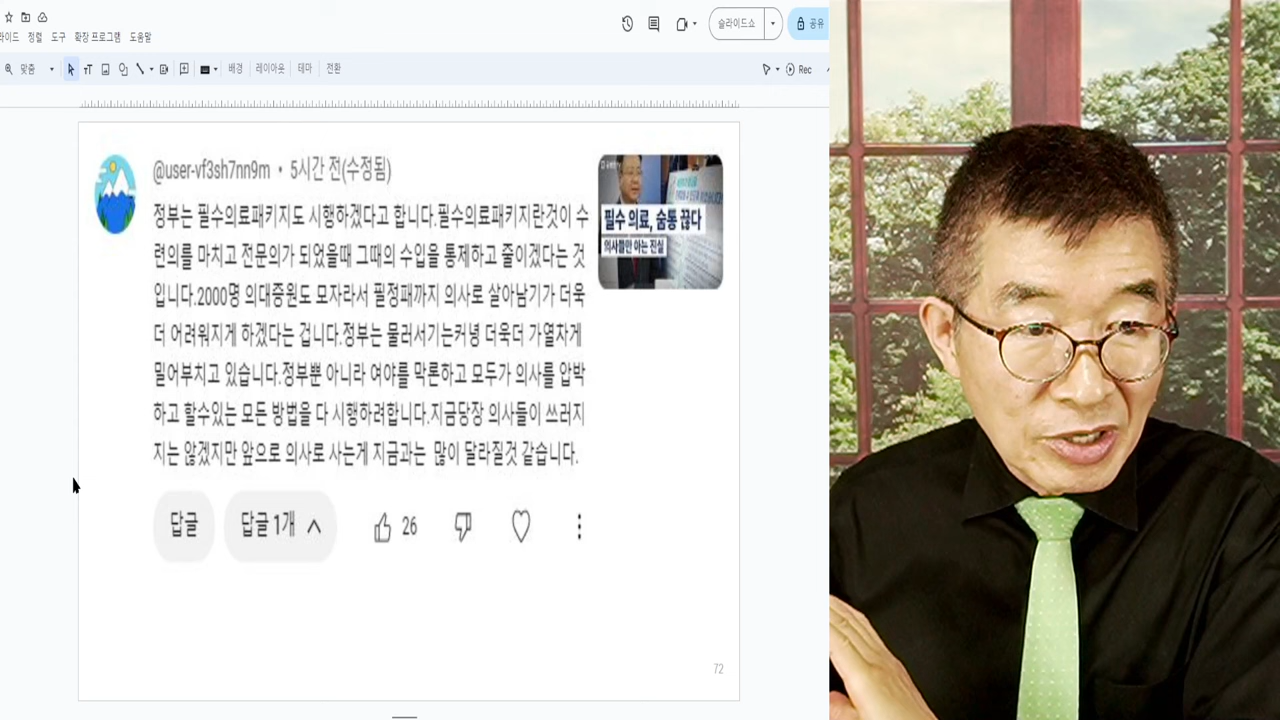 슬라이드쇼
공유
라이드 정렬 도구 확장 프로그램 도움말
맞춤
배경 레이아웃 테마 전환
Rec
@user-vf3sh7nn9m • 5시간 전(수정됨)
정부는 필수의료패키지도 시행하겠다고 합니다.필수의료패키지란것이 수
련의를 마치고 전문의가 되었을때 그때의 수입을 통제하고 줄이겠다는 것
입니다.2000명 의대증원도 모자라서 필정패까지 의사로 살아남기가 더욱
더 어려워지게 하겠다는 겁니다.정부는 물러서기는커녕 더욱더 가열차게
밀어부치고 있습니다.정부뿐 아니라 여야를 막론하고 모두가 의사를 압박
하고 할수있는 모든 방법을 다 시행하려합니다.지금당장 의사들이 쓰러지
지는 않겠지만 앞으로 의사로 사는게 지금과는 많이 달라질것 같습니다.
필수 의료, 숨통 끊다
의사들만 아는 진실
답글
답글 1개
26
72